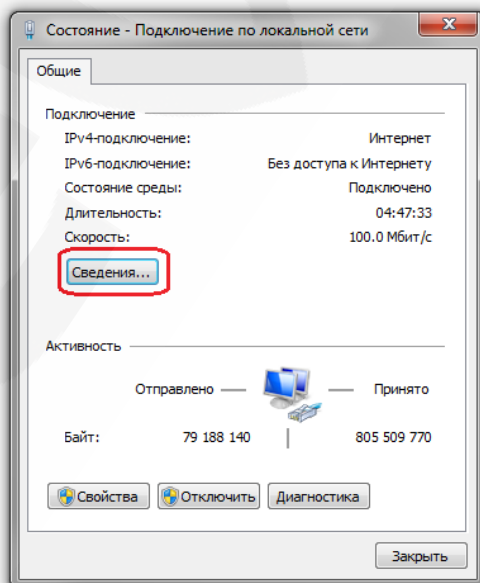 Состояние - Подключение по локальной сети
Общие
Подключение
IPv4-подключение: Интернет
IPv6-подключение: Без доступа к Интернету
Состояние среды: Подключено
Длительность: 04:47:33
Скорость: 100.0 Мбит/с
Сведения...
Активность
Отправлено — — Принято
Байт: 79 188 140 805 509 770
Свойства Отключить Диагностика
Закрыть